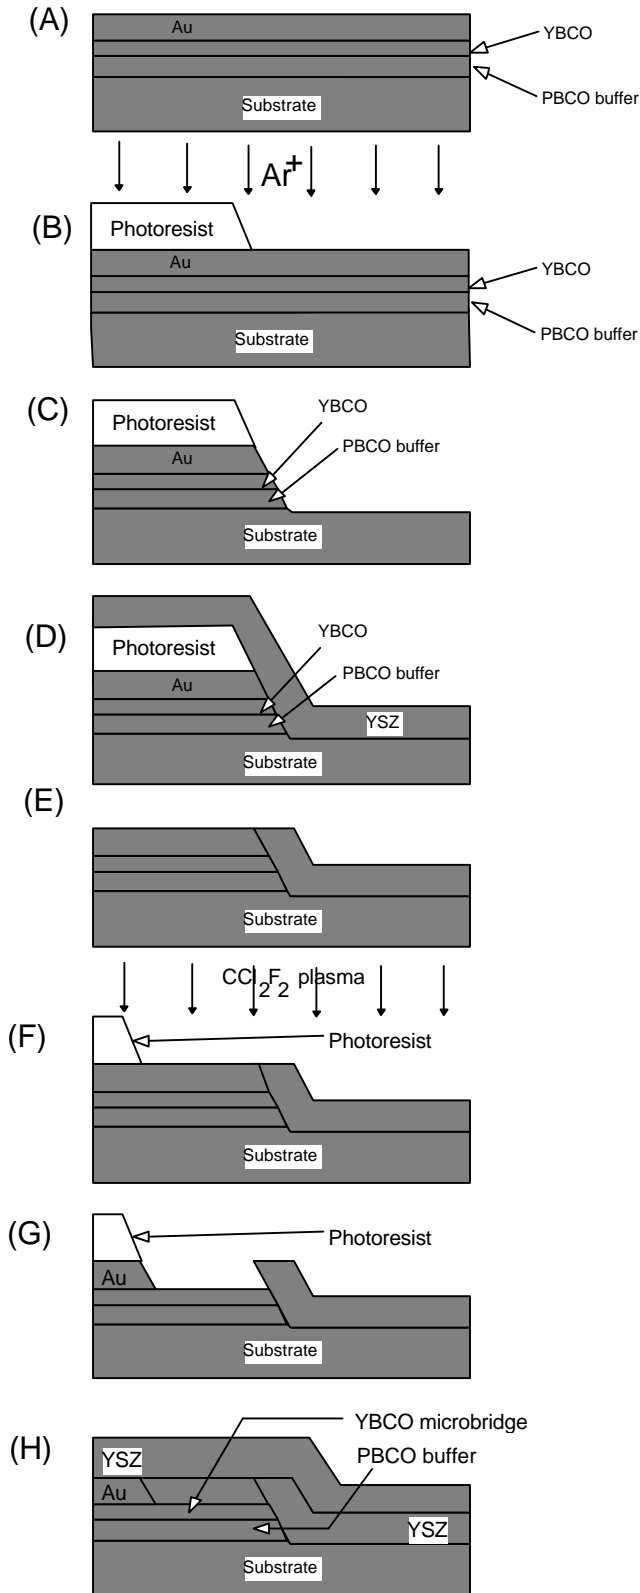 (A)
Au
YBCO
PBCO buffer
Substrate
Ar+
(B)
Photoresist
Au
YBCO
PBCO buffer
Substrate
(C)
YBCO
Photoresist
PBCO buffer
Au
Substrate
(D)
YBCO
Photoresist
PBCO buffer
Au
YSZ
Substrate
(E)
Substrate
CCl2F2 plasma
(F)
Photoresist
Substrate
(G)
Photoresist
Au
Substrate
(H)
YBCO microbridge
PBCO buffer
YSZ
Au
YSZ
Substrate